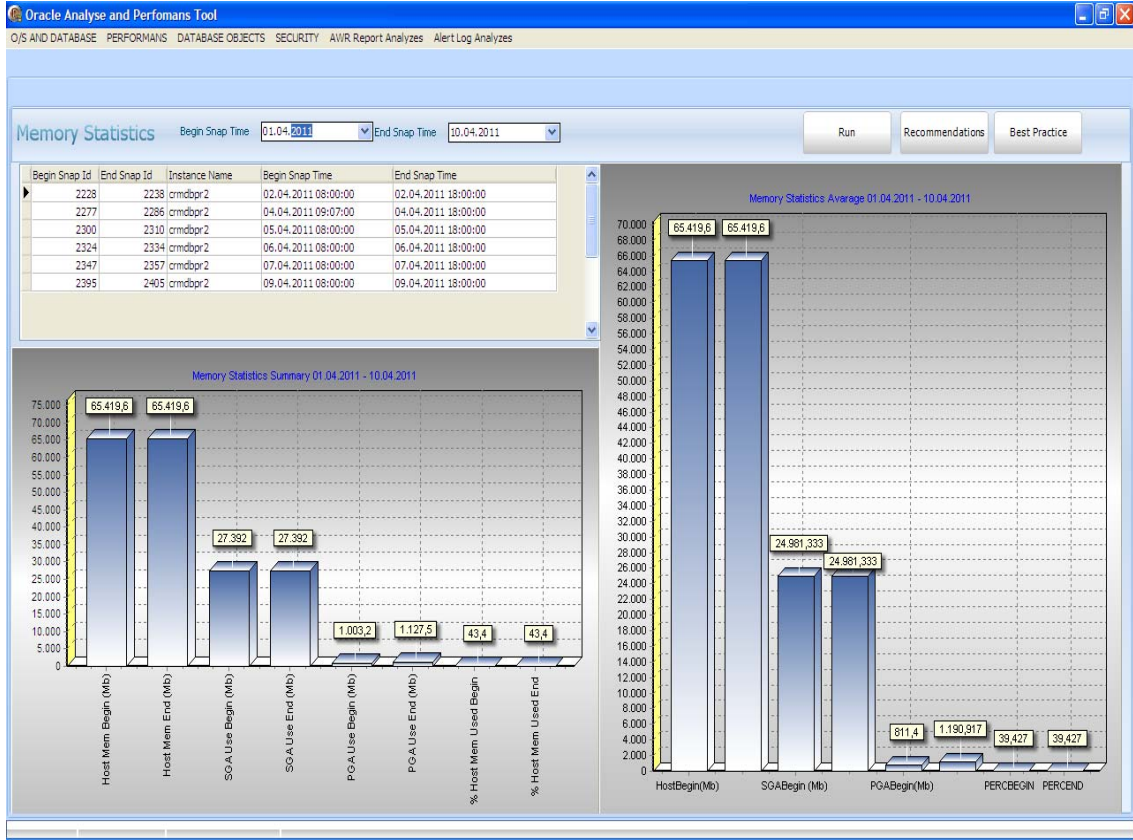 Oracle Analyse and Perfomans Tool
O/S AND DATABASE PERFORMANS DATABASE OBJECTS SECURITY AWR Report Analyzes Alert Log Analyzes
Memory Statistics Begin Snap Time 01.04.2011 End Snap Time 10.04.2011 Run Recommendations Best Practice
Begin Snap Id End Snap Id Instance Name Begin Snap Time End Snap Time
2228 2238 crmdbpr2 02.04.2011 08:00:00 02.04.2011 18:00:00
2277 2286 crmdbpr2 04.04.2011 09:07:00 04.04.2011 18:00:00
2300 2310 crmdbpr2 05.04.2011 08:00:00 05.04.2011 18:00:00
2324 2334 crmdbpr2 06.04.2011 08:00:00 06.04.2011 18:00:00
2347 2357 crmdbpr2 07.04.2011 08:00:00 07.04.2011 18:00:00
2395 2405 crmdbpr2 09.04.2011 08:00:00 09.04.2011 18:00:00
Memory Statistics Summary 01.04.2011 - 10.04.2011
75.000
70.000
65.000
60.000
55.000
50.000
45.000
40.000
35.000
30.000
25.000
20.000
15.000
10.000
5.000
0
65.419,6 65.419,6
27.392 27.392
1.003,2 1.127,5 43,4 43,4
Host Mem Begin (Mb)
Host Mem End (Mb)
SGA Use Begin (Mb)
SGA Use End (Mb)
PGA Use Begin (Mb)
PGA Use End (Mb)
% Host Mem Used Begin
% Host Mem Used End
Memory Statistics Avarage 01.04.2011 - 10.04.2011
70.000
68.000
66.000
64.000
62.000
60.000
58.000
56.000
54.000
52.000
50.000
48.000
46.000
44.000
42.000
40.000
38.000
36.000
34.000
32.000
30.000
28.000
26.000
24.000
22.000
20.000
18.000
16.000
14.000
12.000
10.000
8.000
6.000
4.000
2.000
0
65.419,6 65.419,6
24.981,333
24.981,333
811,4 1.190,917 39,427 39,427
HostBegin(Mb) SGABegin (Mb) PGABegin(Mb) PERCBEGIN PERCEND